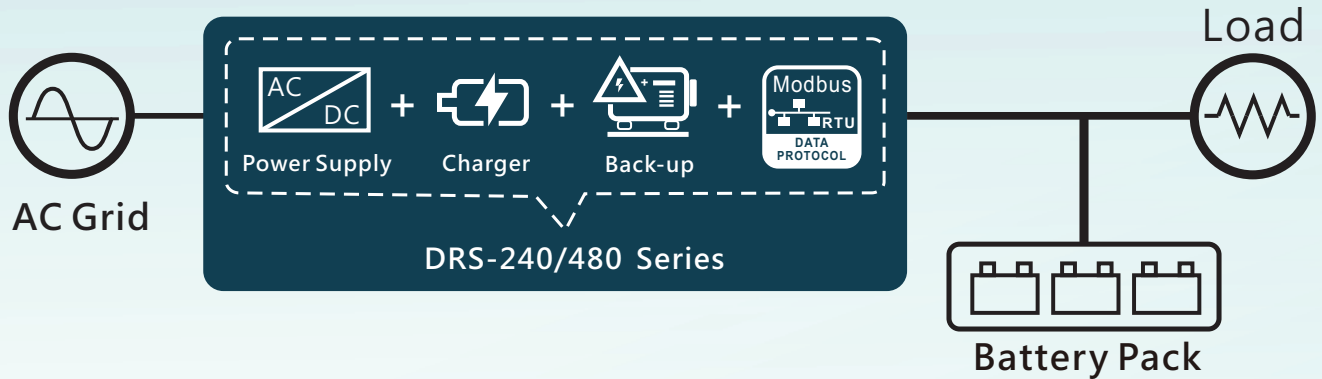 Load
AC
DC
+
+
+
Modbus
RTU
DATA
PROTOCOL
Power Supply
Charger
Back-up
AC Grid
DRS-240/480 Series
Battery Pack